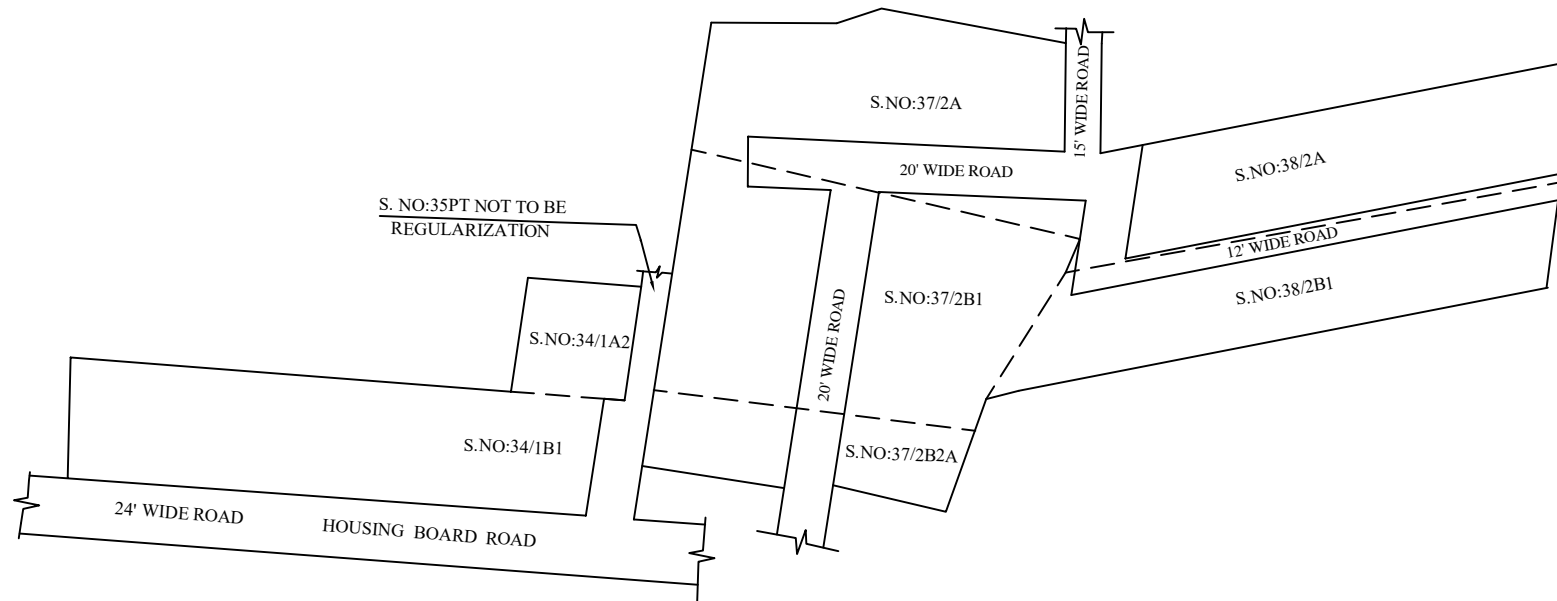 15' WIDE ROAD
S.NO:37/2A
20' WIDE ROAD
S.NO:38/2A
S. NO:35PT NOT TO BE
REGULARIZATION
12' WIDE ROAD
S.NO:37/2B1
S.NO:38/2B1
S.NO:34/1A2
20' WIDE ROAD
S.NO:34/1B1
S.NO:37/2B2A
24' WIDE ROAD
HOUSING BOARD ROAD